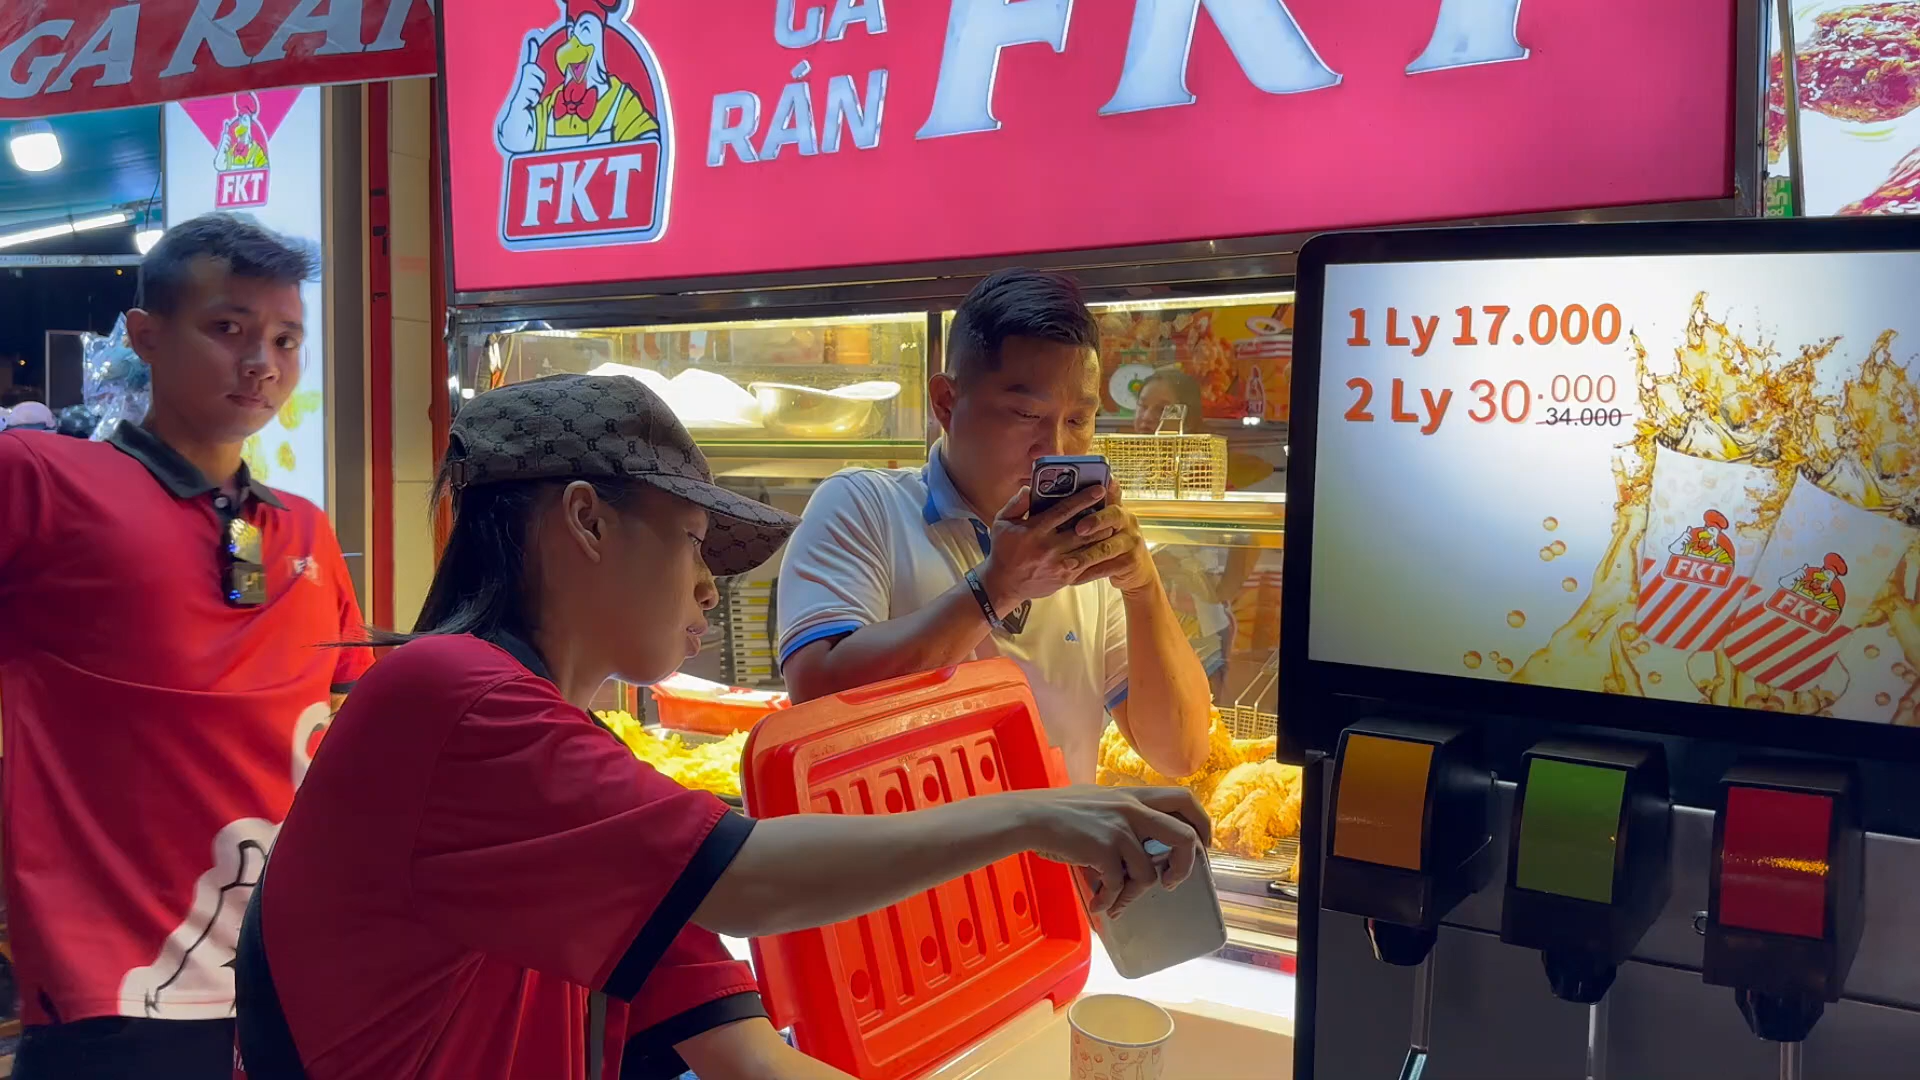 GÀ RÁN
FKT
FKT
GÀ
RÁN
FKT
1 Ly 17.000
2 Ly 30.000
34.000
FKT
FKT